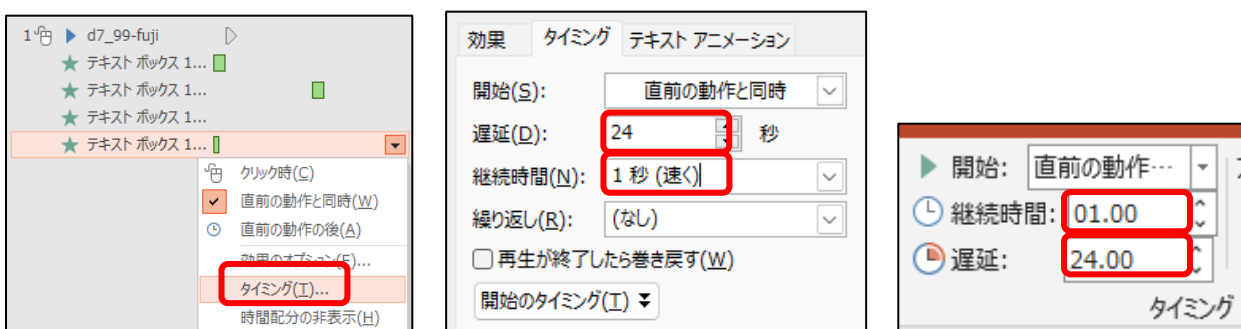 1 d7_99-fuji
テキスト ボックス 1...
テキスト ボックス 1...
テキスト ボックス 1...
テキスト ボックス 1...
クリック時(C)
直前の動作と同時(W)
直前の動作の後(A)
効果のオプション(E)...
タイミング(T)...
時間配分の非表示(H)
効果 タイミング テキスト アニメーション
開始(S): 直前の動作と同時
遅延(D): 24 秒
継続時間(N): 1 秒 (速く)
繰り返し(R): (なし)
再生が終了したら巻き戻す(W)
開始のタイミング(T)
開始: 直前の動作…
継続時間: 01.00
遅延: 24.00
タイミング